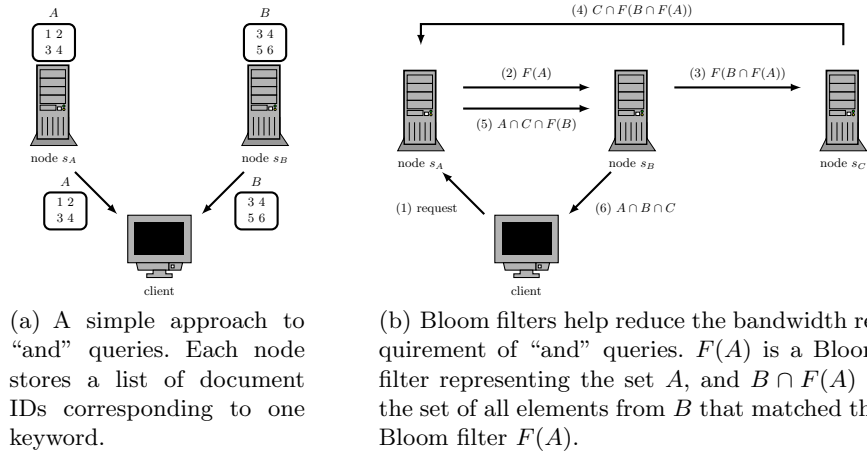 A
1 2
3 4
node s_A
B
3 4
5 6
node s_B
A
1 2
3 4
B
3 4
5 6
client
(a) A simple approach to
“and” queries. Each node
stores a list of document
IDs corresponding to one
keyword.
(4) C ∩ F(B ∩ F(A))
(2) F(A)
(3) F(B ∩ F(A))
(5) A ∩ C ∩ F(B)
node s_A
node s_B
node s_C
(1) request
(6) A ∩ B ∩ C
client
(b) Bloom filters help reduce the bandwidth re
quirement of “and” queries. F(A) is a Bloom
filter representing the set A, and B ∩ F(A)
the set of all elements from B that matched th
Bloom filter F(A).